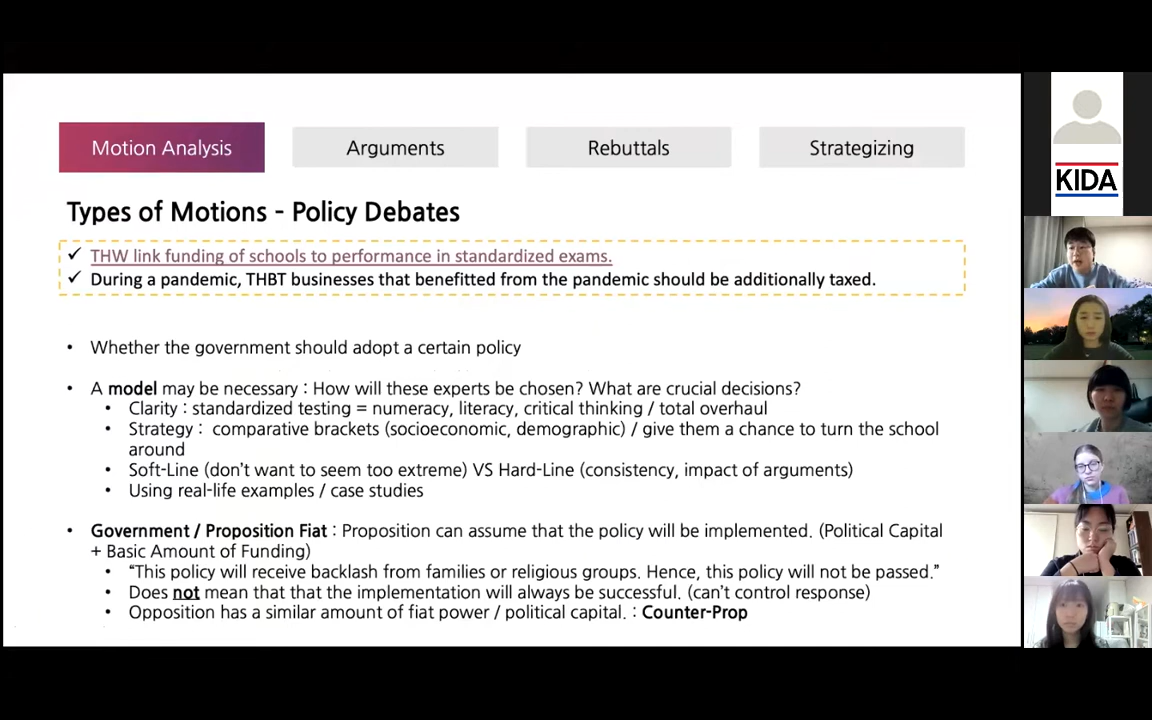 Motion Analysis
Arguments
Rebuttals
Strategizing
KIDA
Types of Motions - Policy Debates
✓ THW link funding of schools to performance in standardized exams.
✓ During a pandemic, THBT businesses that benefitted from the pandemic should be additionally taxed.
• Whether the government should adopt a certain policy
• A model may be necessary : How will these experts be chosen? What are crucial decisions?
• Clarity : standardized testing = numeracy, literacy, critical thinking / total overhaul
• Strategy : comparative brackets (socioeconomic, demographic) / give them a chance to turn the school
around
• Soft-Line (don't want to seem too extreme) VS Hard-Line (consistency, impact of arguments)
• Using real-life examples / case studies
• Government / Proposition Fiat : Proposition can assume that the policy will be implemented. (Political Capital
+ Basic Amount of Funding)
• “This policy will receive backlash from families or religious groups. Hence, this policy will not be passed.”
• Does not mean that that the implementation will always be successful. (can't control response)
• Opposition has a similar amount of fiat power / political capital. : Counter-Prop